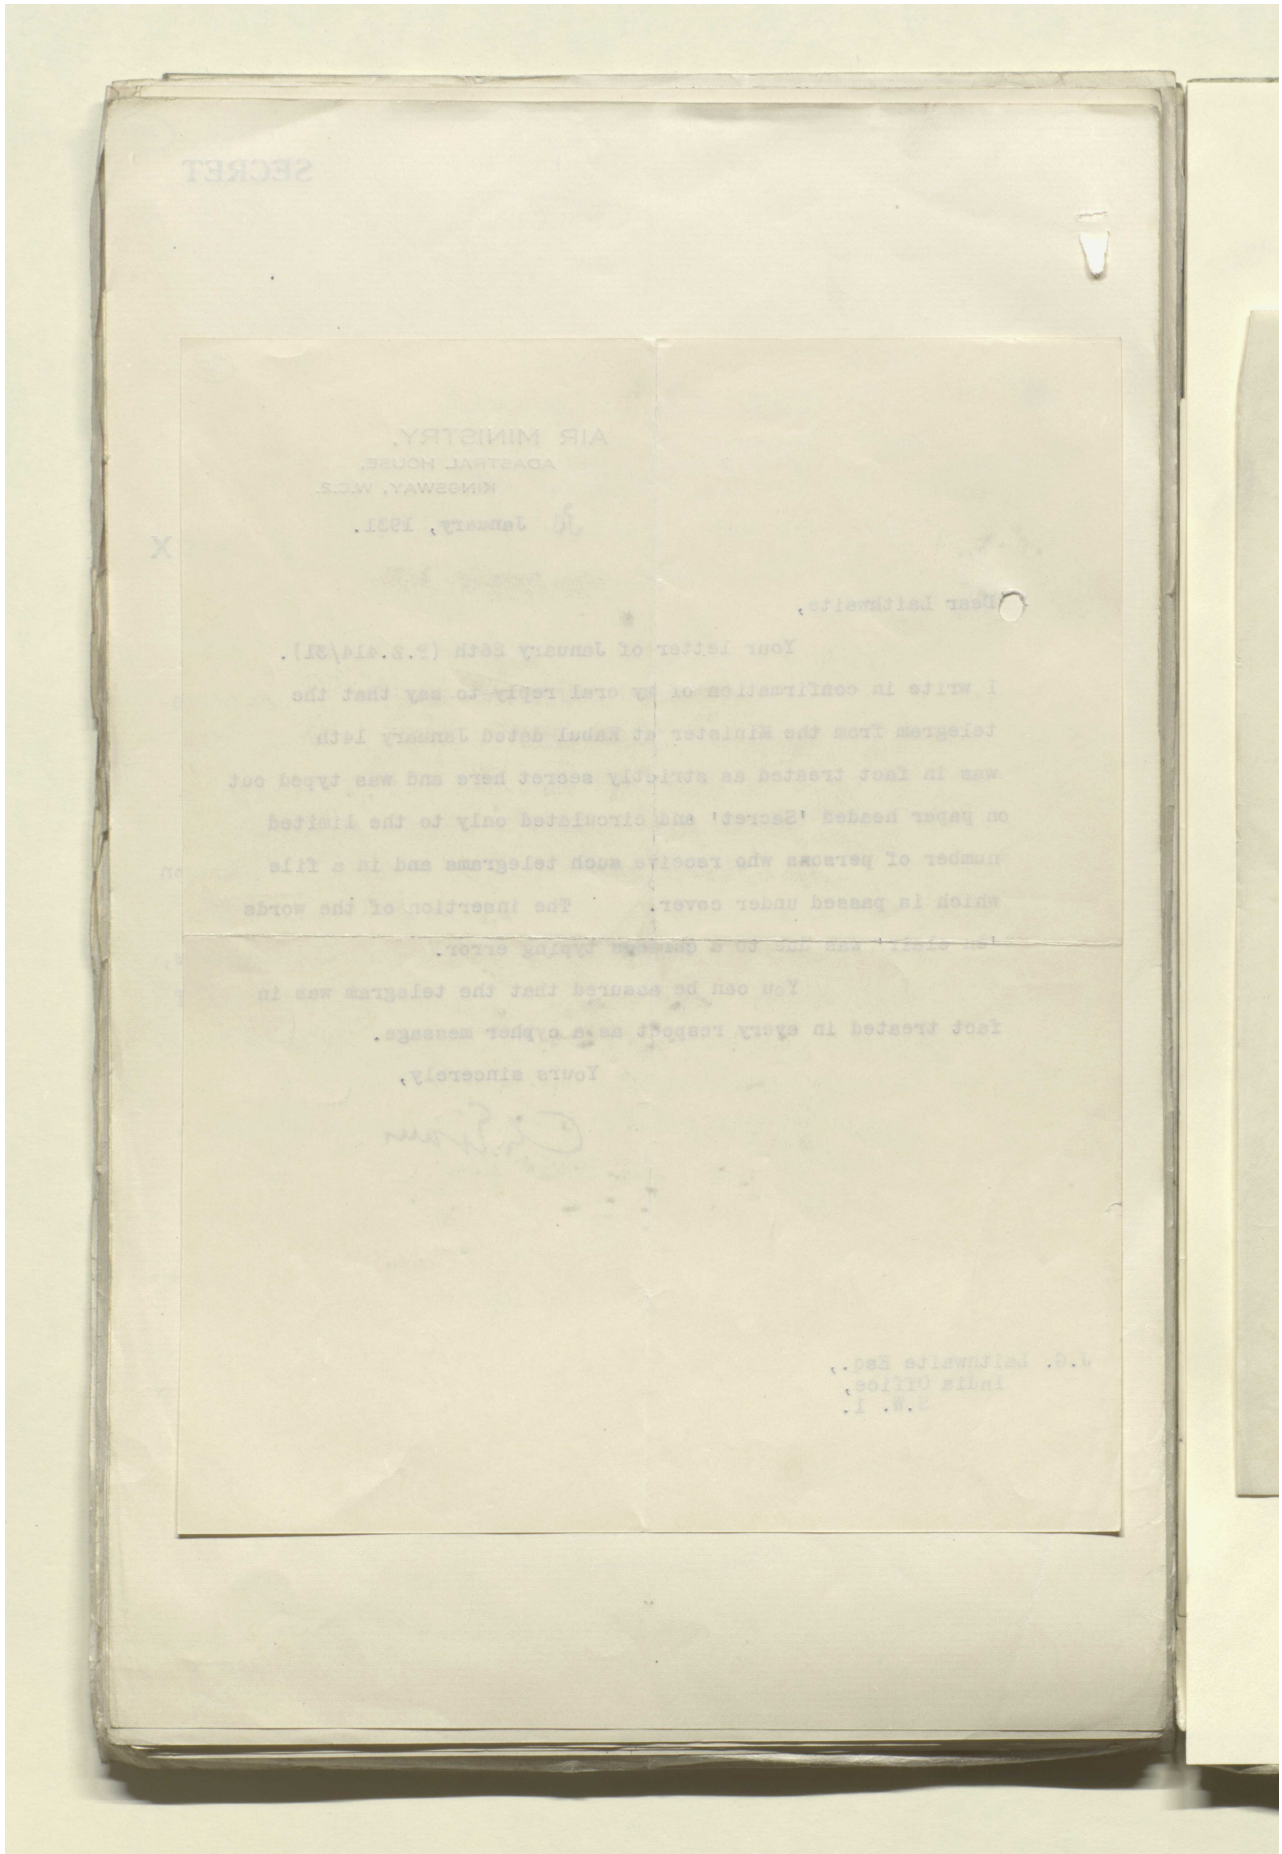 SECRET
AIR MINISTRY,
ADASTRAL HOUSE,
KINGSWAY, W.C.2.
January, 1931.
X
Dear Laithwaite,
Your letter of January 26th (P.Z.414/31).
I write in confirmation of my oral reply to say that the
telegram from the Minister at Kabul dated January 14th
was in fact treated as strictly secret here and was typed out
on paper headed 'Secret' and circulated only to the limited
number of persons who receive such telegrams and in a file
which is passed under cover. The insertion of the words
'en clair' was due to a typing error.
You can be assured that the telegram was in
fact treated in every respect as a cypher message.
Yours sincerely,
J.G. Laithwaite Esq.,
India Office,
S.W. 1.